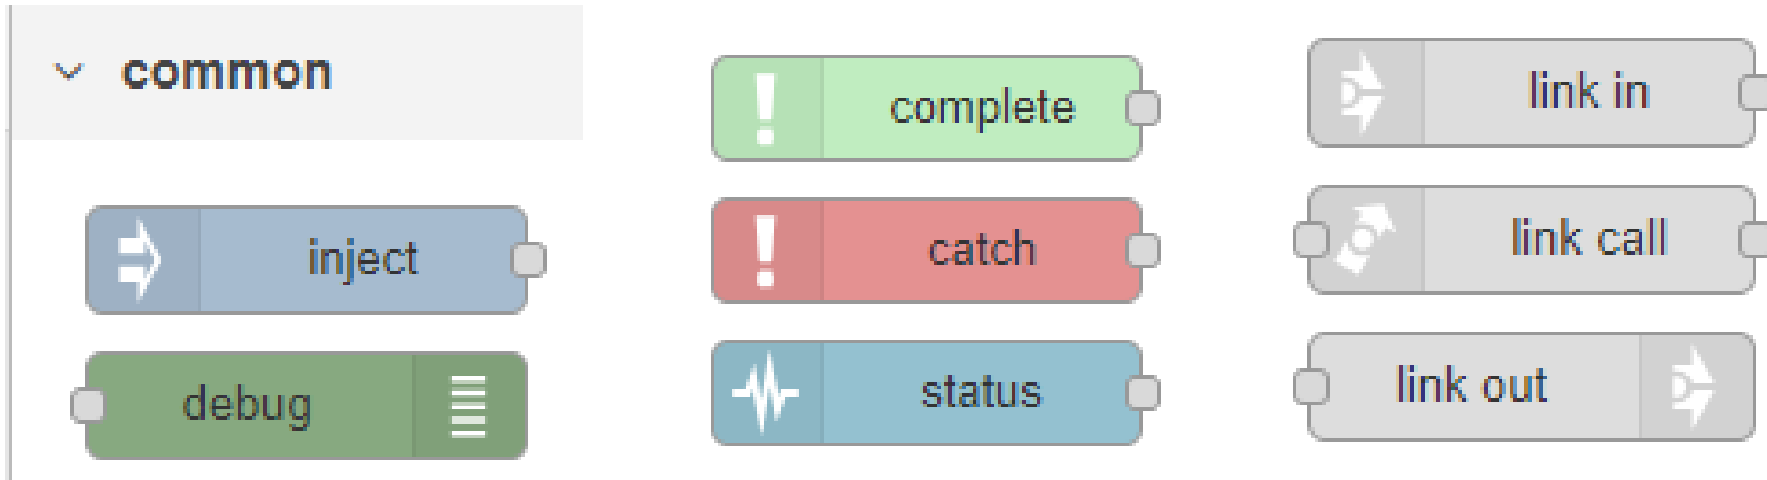 common
inject
debug
complete
catch
status
link in
link call
link out